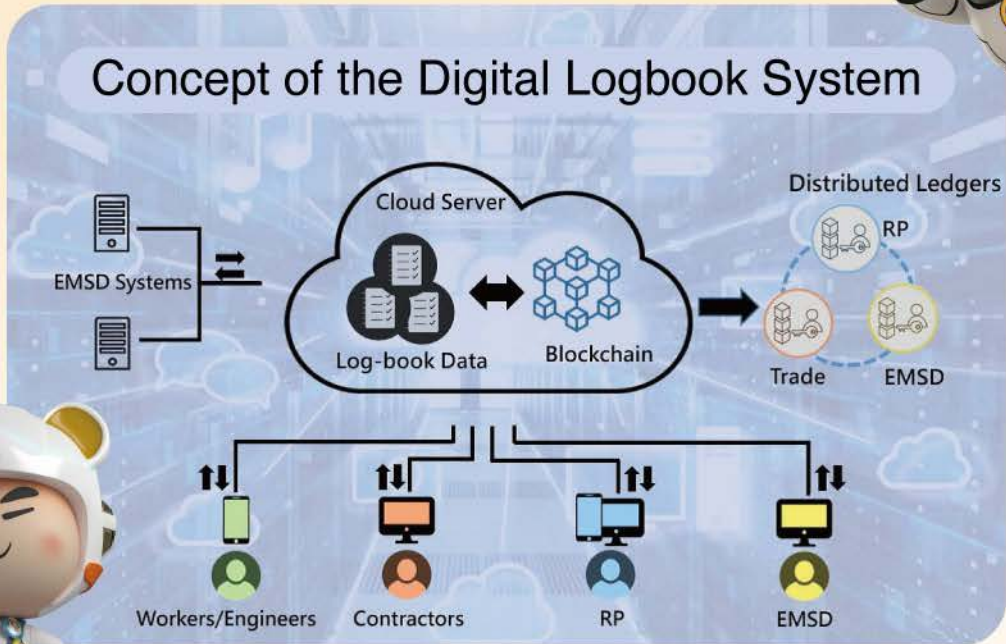 Concept of the Digital Logbook System
Cloud Server
Distributed Ledgers
RP
EMSD Systems
Log-book Data
Blockchain
Trade
EMSD
Workers/Engineers
Contractors
RP
EMSD